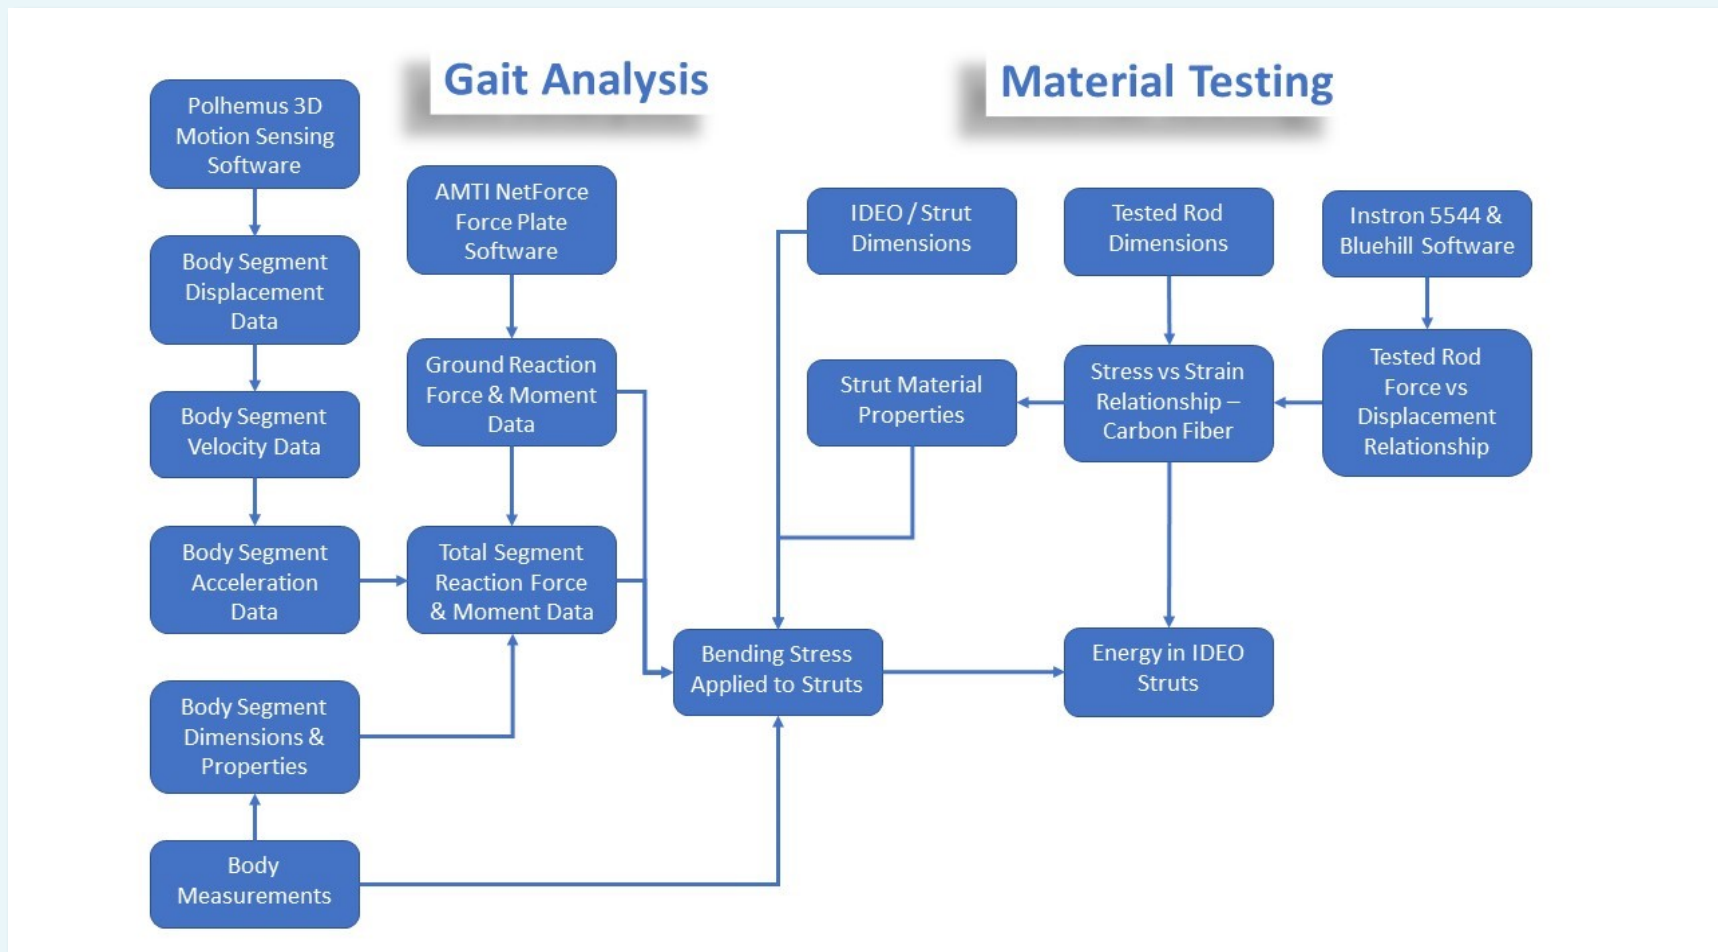 Gait Analysis
Material Testing
Polhemus 3D
Motion Sensing
Software
Body Segment
Displacement
Data
Body Segment
Velocity Data
Body Segment
Acceleration
Data
Body Segment
Dimensions &
Properties
Body
Measurements
AMTI NetForce
Force Plate
Software
Ground Reaction
Force & Moment
Data
Total Segment
Reaction Force
& Moment Data
Bending Stress
Applied to Struts
IDEO / Strut
Dimensions
Strut Material
Properties
Tested Rod
Dimensions
Stress vs Strain
Relationship –
Carbon Fiber
Energy in IDEO
Struts
Instron 5544 &
Bluehill Software
Tested Rod
Force vs
Displacement
Relationship